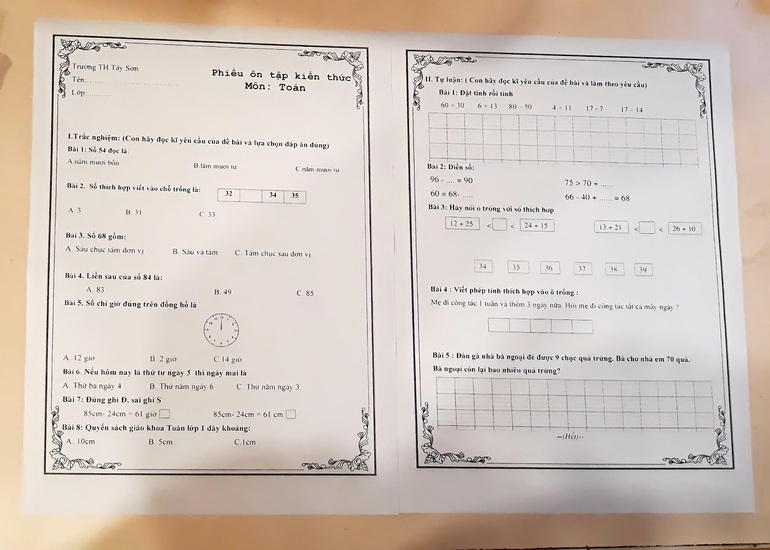 Trường TH Tây Sơn
Tên
Lớp
Phiếu ôn tập kiến thức
Môn: Toán
I.Trắc nghiệm: (Con hãy đọc kĩ yêu cầu của đề bài và lựa chọn đáp án đúng)
Bài 1: Số 54 đọc là
A.năm mươi bốn B.lăm mươi tư C.năm mươi tư
Bài 2. Số thích hợp viết vào chỗ trống là: 32 34 35
A. 3 B. 31 C. 33
Bài 3. Số 68 gồm:
A. Sáu chục tám đơn vị B. Sáu và tám C. Tám chục sáu đơn vị
Bài 4. Liền sau của số 84 là:
A. 83 B. 49 C. 85
Bài 5. Số chỉ giờ đúng trên đồng hồ là
A. 12 giờ B. 2 giờ C 14 giờ
Bài 6. Nếu hôm nay là thứ tư ngày 5 thì ngày mai là
A. Thứ ba ngày 4 B. Thứ năm ngày 6 C. Thứ năm ngày 3
Bài 7: Đúng ghi Đ, sai ghi S
85cm- 24cm = 61 giờ 85cm- 24cm = 61 cm
Bài 8: Quyển sách giáo khoa Toán lớp 1 dày khoảng:
A. 10cm B. 5cm C.1cm
II. Tự luận: ( Con hãy đọc kĩ yêu cầu của đề bài và làm theo yêu cầu)
Bài 1: Đặt tính rồi tính
60 + 30 6 + 13 80 – 50 4 + 11 17 - 7 17 – 14
Bài 2: Điền số:
96 - .... = 90 75 > 70 + ......
60 = 68- ..... 66 - 40 + ...... = 68
Bài 3: Hãy nối ô trống với số thích hợp
12 + 25 < < 24 + 15 13 + 21 < < 26 + 10
34 35 36 37 38 39
Bài 4 : Viết phép tính thích hợp vào ô trống :
Mẹ đi công tác 1 tuần và thêm 3 ngày nữa. Hỏi mẹ đi công tác tất cả mấy ngày ?
Bài 5 : Đàn gà nhà bà ngoại đẻ được 9 chục quả trứng. Bà cho nhà em 70 quả.
Bà ngoại còn lại bao nhiêu quả trứng?
--(Hết)--